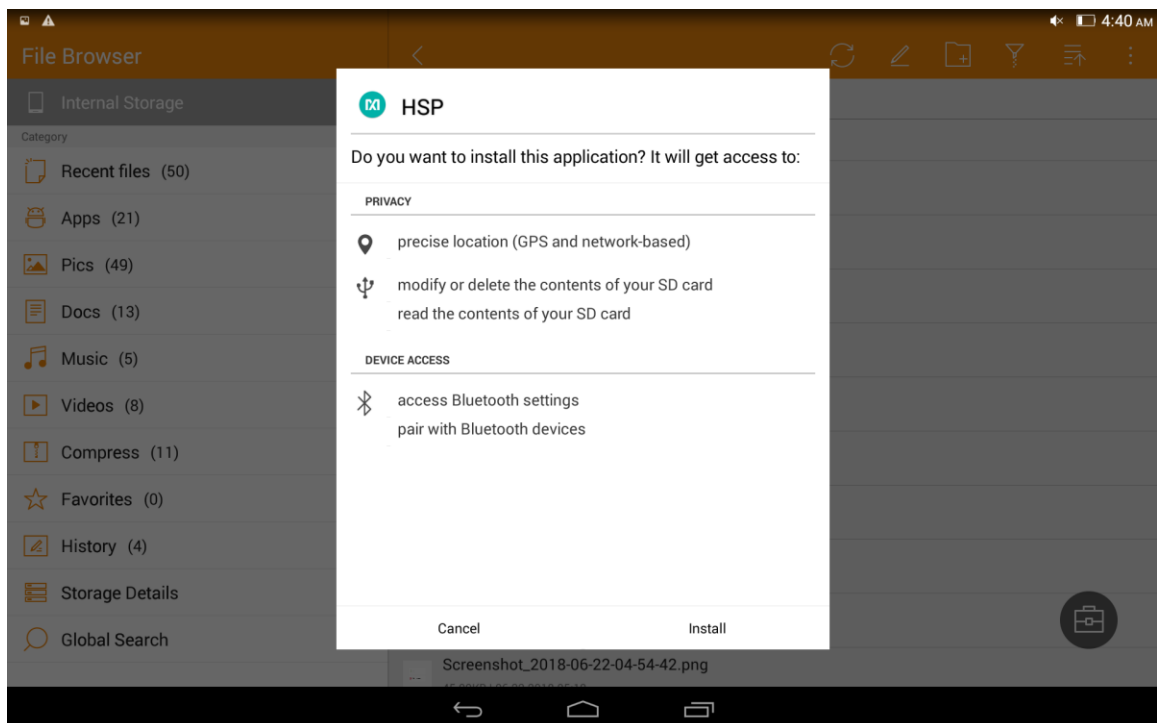 4:40 AM
File Browser
Internal Storage
Category
Recent files (50)
Apps (21)
Pics (49)
Docs (13)
Music (5)
Videos (8)
Compress (11)
Favorites (0)
History (4)
Storage Details
Global Search
HSP
Do you want to install this application? It will get access to:
PRIVACY
precise location (GPS and network-based)
modify or delete the contents of your SD card
read the contents of your SD card
DEVICE ACCESS
access Bluetooth settings
pair with Bluetooth devices
Cancel Install
Screenshot_2018-06-22-04-54-42.png